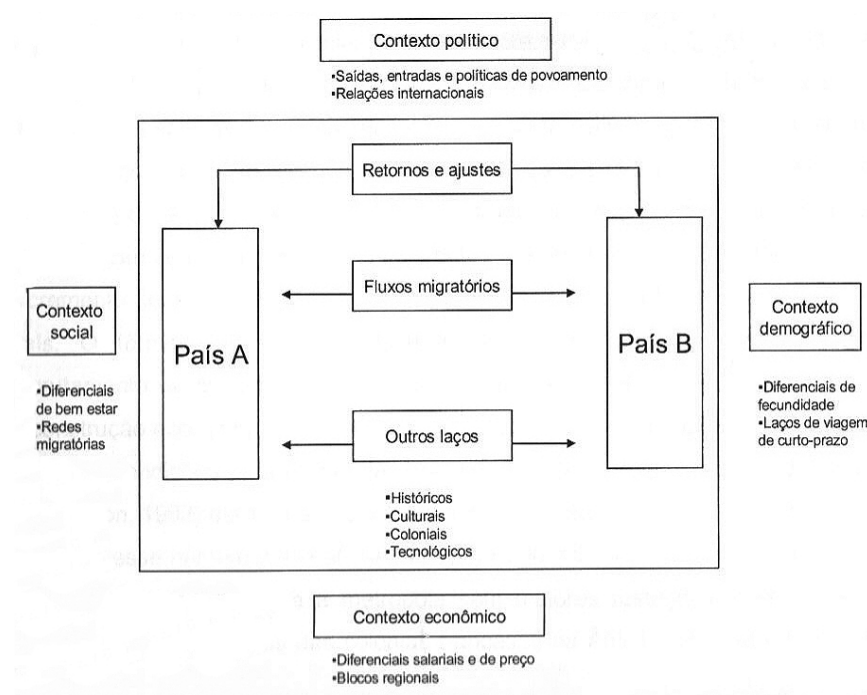 Contexto político
▪Saídas, entradas e políticas de povoamento
▪Relações internacionais
Retornos e ajustes
Fluxos migratórios
Contexto
social
País A
País B
Contexto
demográfico
▪Diferenciais
de bem estar
▪Redes
migratórias
▪Diferenciais de
fecundidade
▪Laços de viagem
de curto-prazo
Outros laços
▪Históricos
▪Culturais
▪Coloniais
▪Tecnológicos
Contexto econômico
▪Diferenciais salariais e de preço
▪Blocos regionais